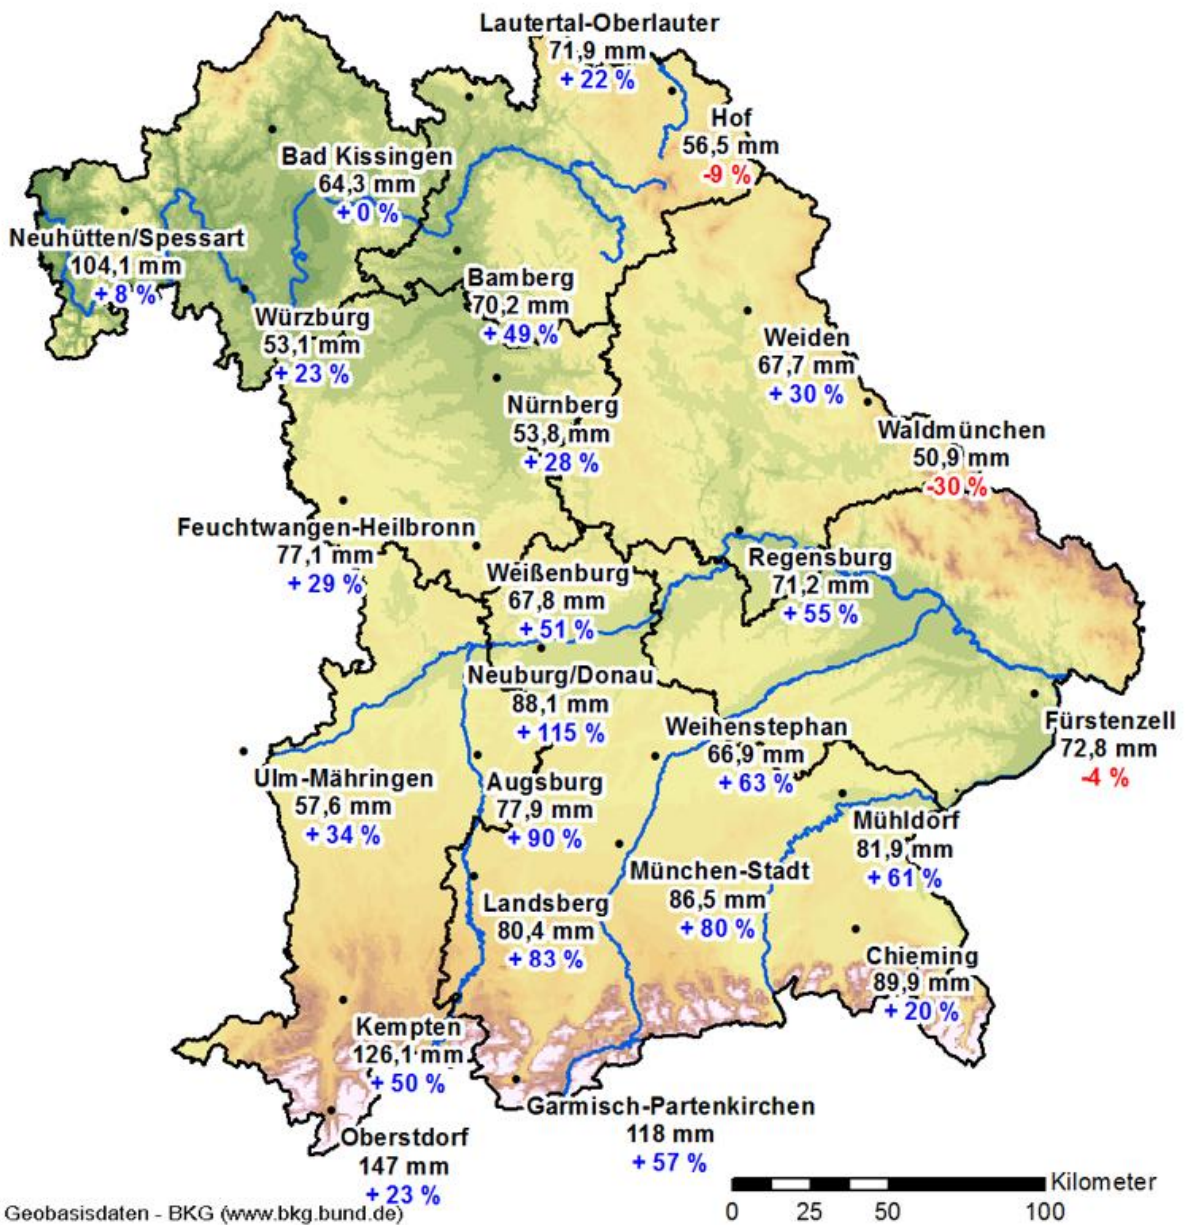 Lautertal-Oberlauter
71,9 mm
+ 22 %
Hof
56,5 mm
-9 %
Bad Kissingen
64,3 mm
+ 0 %
Neuhütten/Spessart
104,1 mm
+ 8 %
Bamberg
70,2 mm
+ 49 %
Würzburg
53,1 mm
+ 23 %
Weiden
67,7 mm
+ 30 %
Nürnberg
53,8 mm
+ 28 %
Waldmünchen
50,9 mm
-30 %
Feuchtwangen-Heilbronn
77,1 mm
+ 29 %
Weißenburg
67,8 mm
+ 51 %
Regensburg
71,2 mm
+ 55 %
Neuburg/Donau
88,1 mm
+ 115 %
Weihenstephan
66,9 mm
+ 63 %
Fürstenzell
72,8 mm
-4 %
Ulm-Mähringen
57,6 mm
+ 34 %
Augsburg
77,9 mm
+ 90 %
Mühldorf
81,9 mm
+ 61 %
München-Stadt
86,5 mm
+ 80 %
Landsberg
80,4 mm
+ 83 %
Chieming
89,9 mm
+ 20 %
Kempten
126,1 mm
+ 50 %
Garmisch-Partenkirchen
118 mm
+ 57 %
Oberstdorf
147 mm
+ 23 %
Kilometer
0 25 50 100
Geobasisdaten - BKG (www.bkg.bund.de)